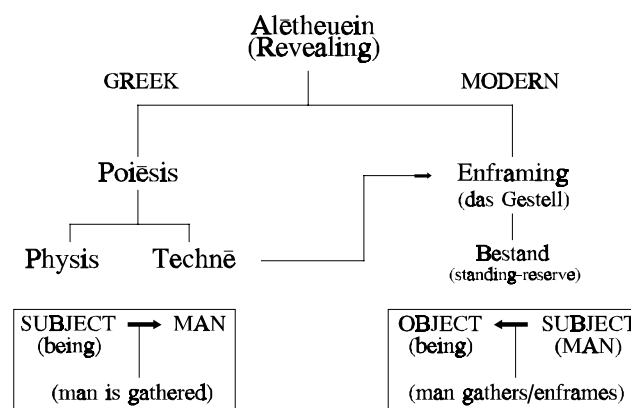 Alētheuein
(Revealing)
GREEK MODERN
Poiēsis Enframing
(das Gestell)
Physis Technē Bestand
(standing-reserve)
SUBJECT MAN OBJECT SUBJECT
(being) (being) (MAN)
(man is gathered) (man gathers/enframes)